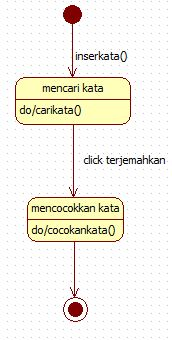 inserkata()
mencari kata
do/carikata()
click terjemahkan
mencocokkan kata
do/cocokankata()